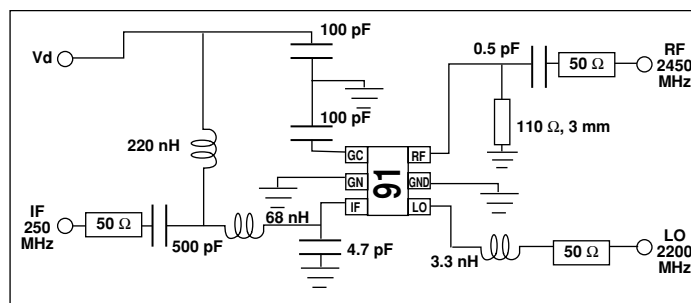 100 pF
Vd
0.5 pF
50 Ω
RF
2450
MHz
100 pF
110 Ω, 3 mm
220 nH
GC
RF
GN
91
GND
IF
LO
IF
250
MHz
50 Ω
500 pF
68 nH
4.7 pF
3.3 nH
50 Ω
LO
2200
MHz